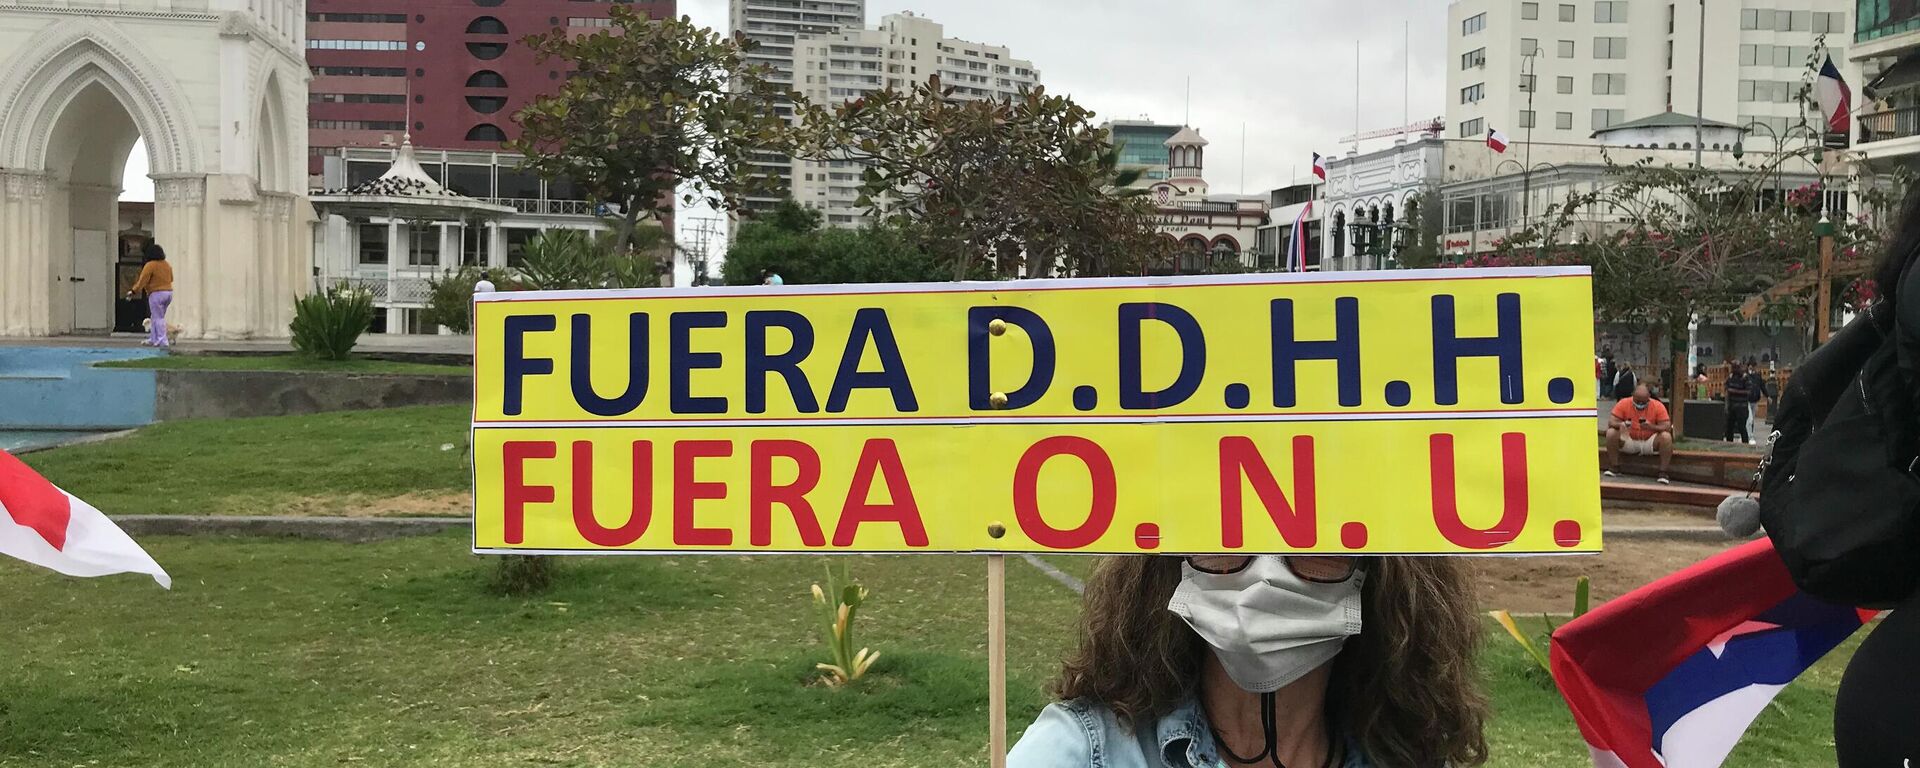 FUERA D.D.H.H.
FUERA O. N. U.